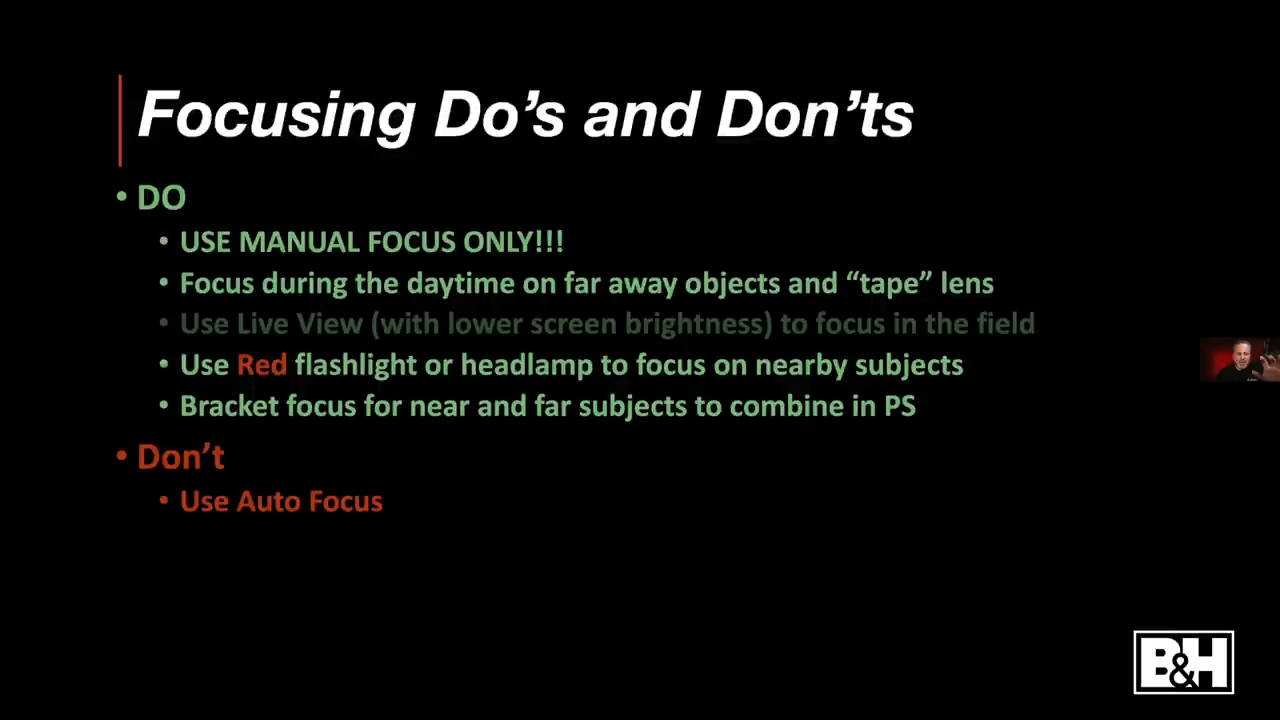 Focusing Do’s and Don’ts
• DO
• USE MANUAL FOCUS ONLY!!!
• Focus during the daytime on far away objects and “tape” lens
• Use Live View (with lower screen brightness) to focus in the field
• Use Red flashlight or headlamp to focus on nearby subjects
• Bracket focus for near and far subjects to combine in PS
• Don’t
• Use Auto Focus
B&H